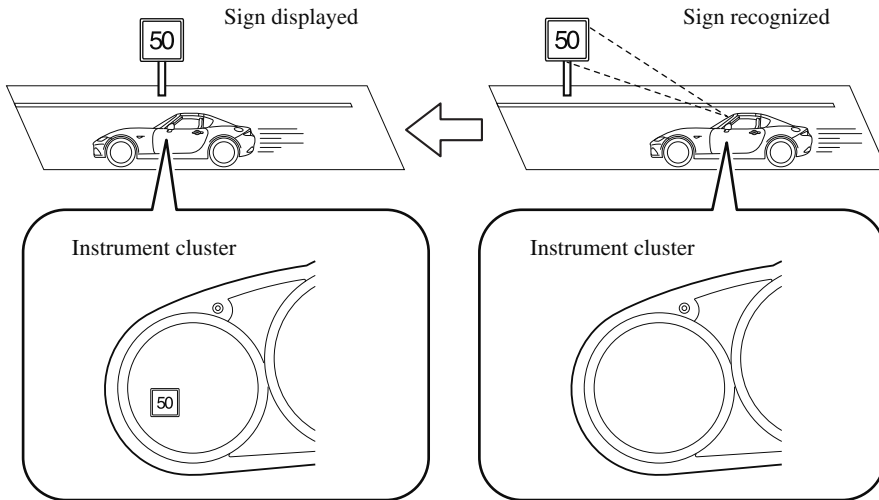 Sign displayed
50
Sign recognized
50
Instrument cluster
50
Instrument cluster